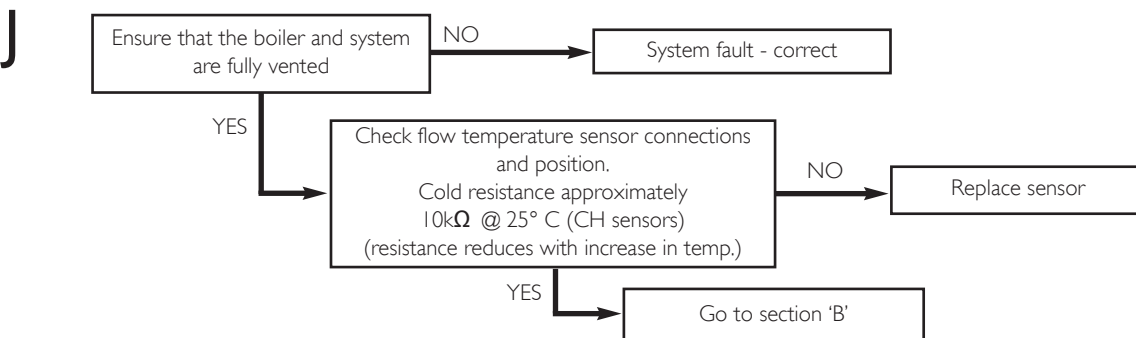 J
Ensure that the boiler and system
are fully vented
NO
System fault - correct
YES
Check flow temperature sensor connections
and position.
Cold resistance approximately
10kΩ @ 25° C (CH sensors)
(resistance reduces with increase in temp.)
NO
Replace sensor
YES
Go to section ‘B’